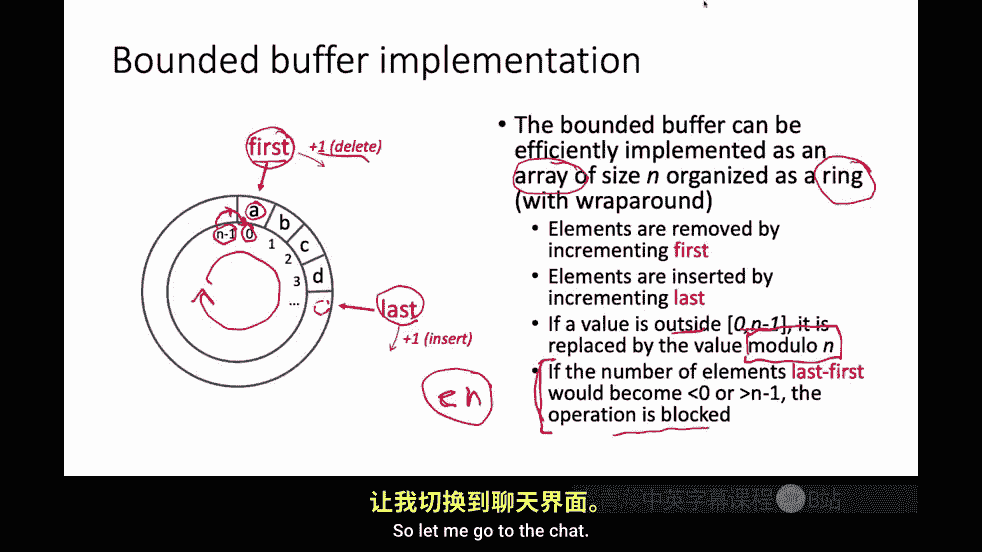 Bounded buffer implementation
first
+1 (delete)
a
b
c
d
n-1
0
1
2
3
...
last
+1 (insert)
en
• The bounded buffer can be
efficiently implemented as an
array of size n organized as a ring
(with wraparound)
• Elements are removed by
incrementing first
• Elements are inserted by
incrementing last
• If a value is outside [0,n-1], it is
replaced by the value modulo n
• If the number of elements last-first
would become <0 or >n-1, the
operation is blocked
让我切换到聊天界面。
So let me go to the chat.